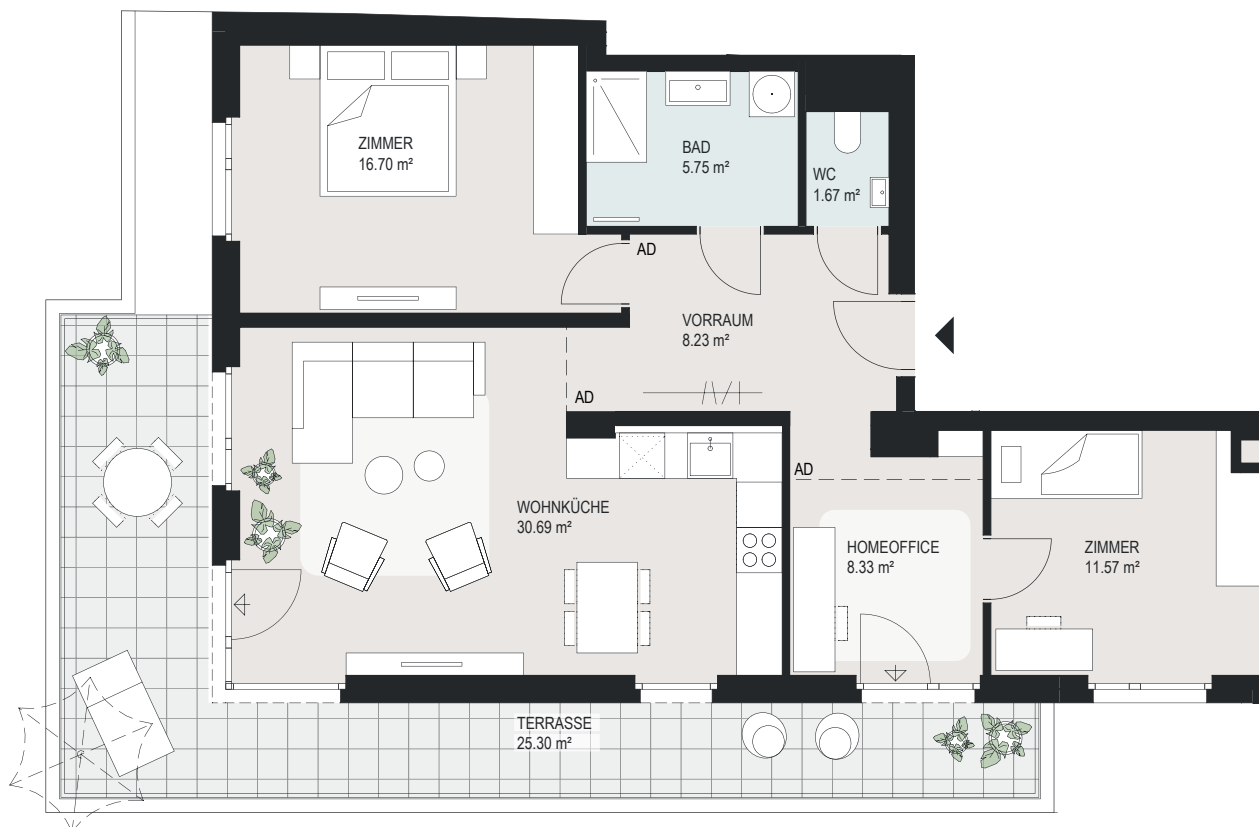 ZIMMER
16.70 m²
BAD
5.75 m²
WC
1.67 m²
AD
VORRAUM
8.23 m²
AD
AD
WOHNKÜCHE
30.69 m²
HOMEOFFICE
8.33 m²
ZIMMER
11.57 m²
TERRASSE
25.30 m²